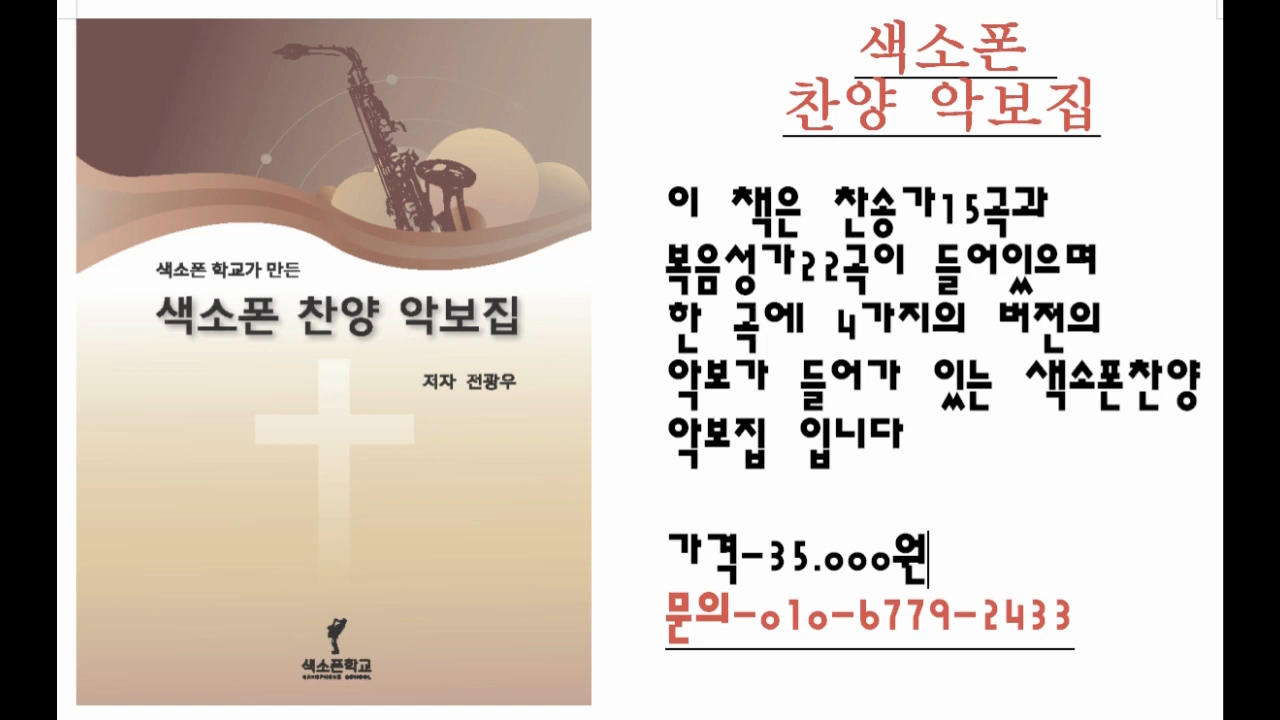 색소폰 학교가 만든
색소폰 찬양 악보집
저자 전광우
색소폰학교
SAXOPHONE SCHOOL
색소폰
찬양 악보집
이 책은 찬송가15곡과
복음성가22곡이 들어있으며
한 곡에 4가지의 버전의
악보가 들어가 있는 색소폰찬양
악보집 입니다
가격-35.000원
문의-010-6779-2433